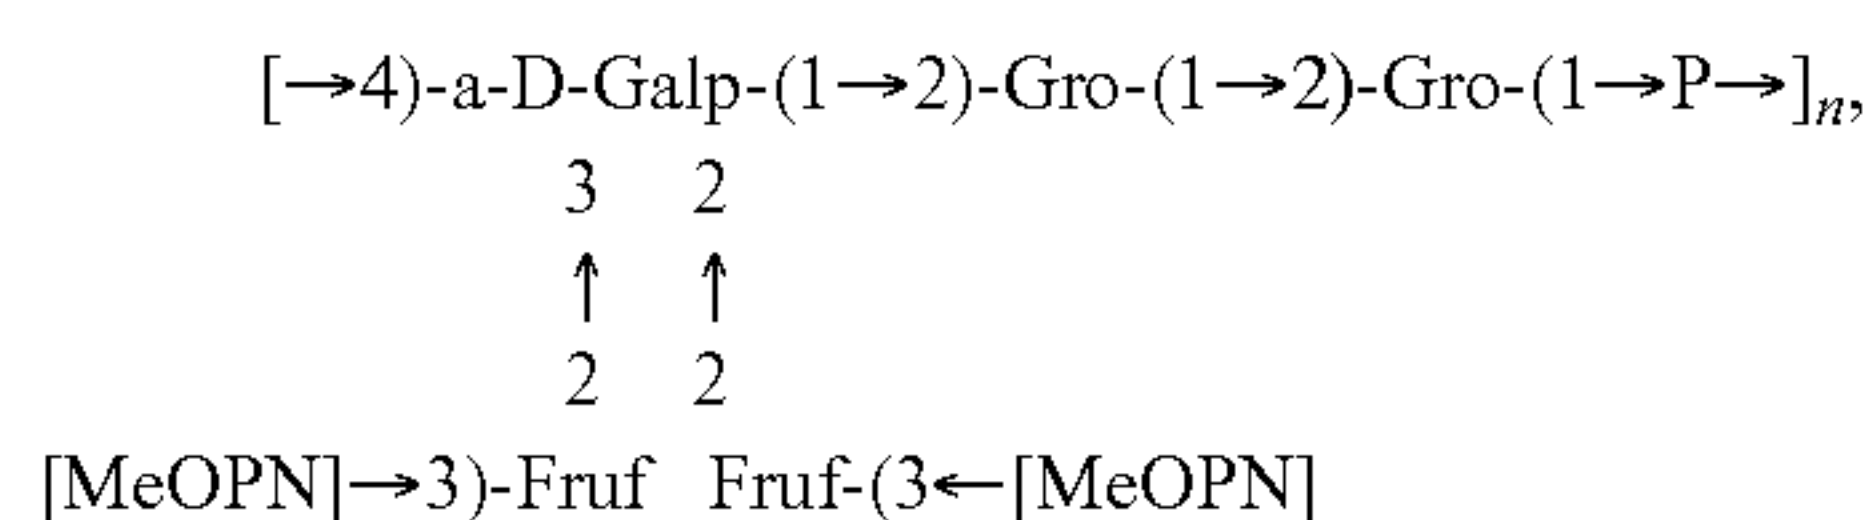 [→4)-a-D-Galp-(1→2)-Gro-(1→2)-Gro-(1→P→]n,
3 2
↑ ↑
2 2
[MeOPN]→3)-Fruf Fruf-(3←[MeOPN]